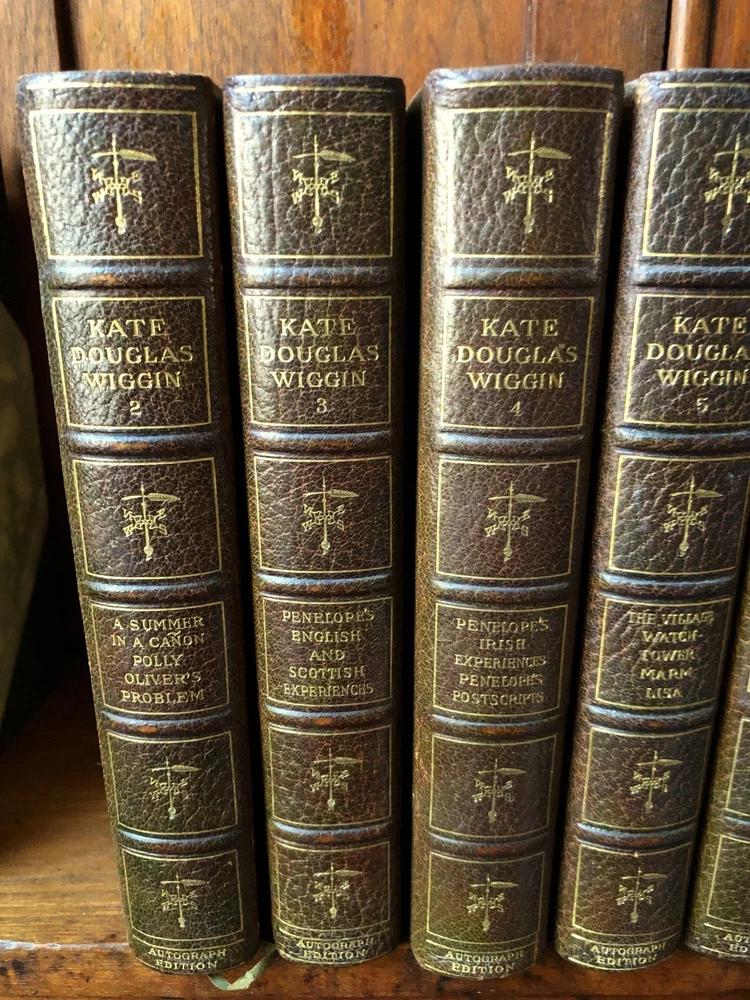 KATE
DOUGLAS
WIGGIN
2
A SUMMER
IN A CAÑON
POLLY
OLIVER'S
PROBLEM
AUTOGRAPH
EDITION
KATE
DOUGLAS
WIGGIN
3
PENELOPE'S
ENGLISH
AND
SCOTTISH
EXPERIENCES
AUTOGRAPH
EDITION
KATE
DOUGLAS
WIGGIN
4
PENELOPE'S
IRISH
EXPERIENCES
PENELOPE'S
POSTSCRIPTS
AUTOGRAPH
EDITION
KATE
DOUGLA
WIGGIN
5
THE VILLAGE
WATCH-
TOWER
MARM
LISA
AUTOGRAPH
EDITION